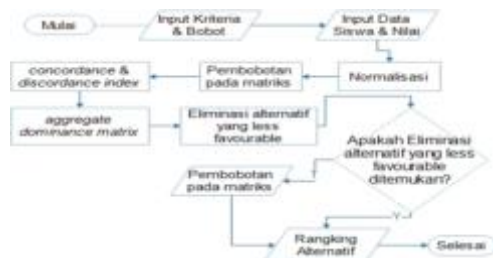 Mulai
Input Kriteria
& Bobot
Input Data
Siswa & Nilai
concordance &
discordance index
Pembobotan
pada matriks
Normalisasi
aggregate
dominance matrix
Eliminasi alternatif
yang less
favourable
Apakah Eliminasi
alternatif yang less
favourable
ditemukan?
Pembobotan
pada matriks
T
Y
Rangking
Alternatif
Selesai